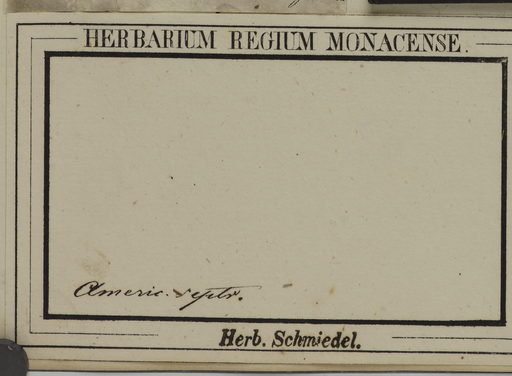 HERBARIUM REGIUM MONACENSE.
Americ. septr.
Herb. Schmiedel.